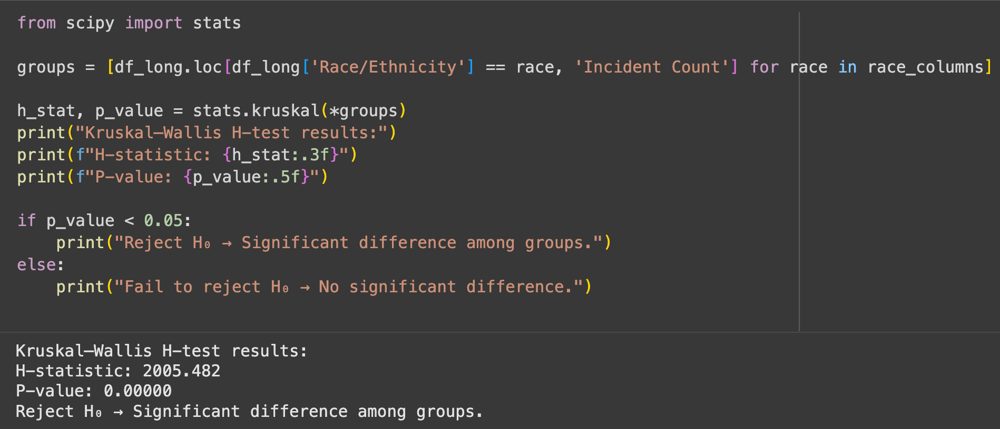 from scipy import stats
groups = [df_long.loc[df_long['Race/Ethnicity'] == race, 'Incident Count'] for race in race_columns]
h_stat, p_value = stats.kruskal(*groups)
print("Kruskal–Wallis H-test results:")
print(f"H-statistic: {h_stat:.3f}")
print(f"P-value: {p_value:.5f}")
if p_value < 0.05:
    print("Reject H₀ → Significant difference among groups.")
else:
    print("Fail to reject H₀ → No significant difference.")
Kruskal–Wallis H-test results:
H-statistic: 2005.482
P-value: 0.00000
Reject H₀ → Significant difference among groups.